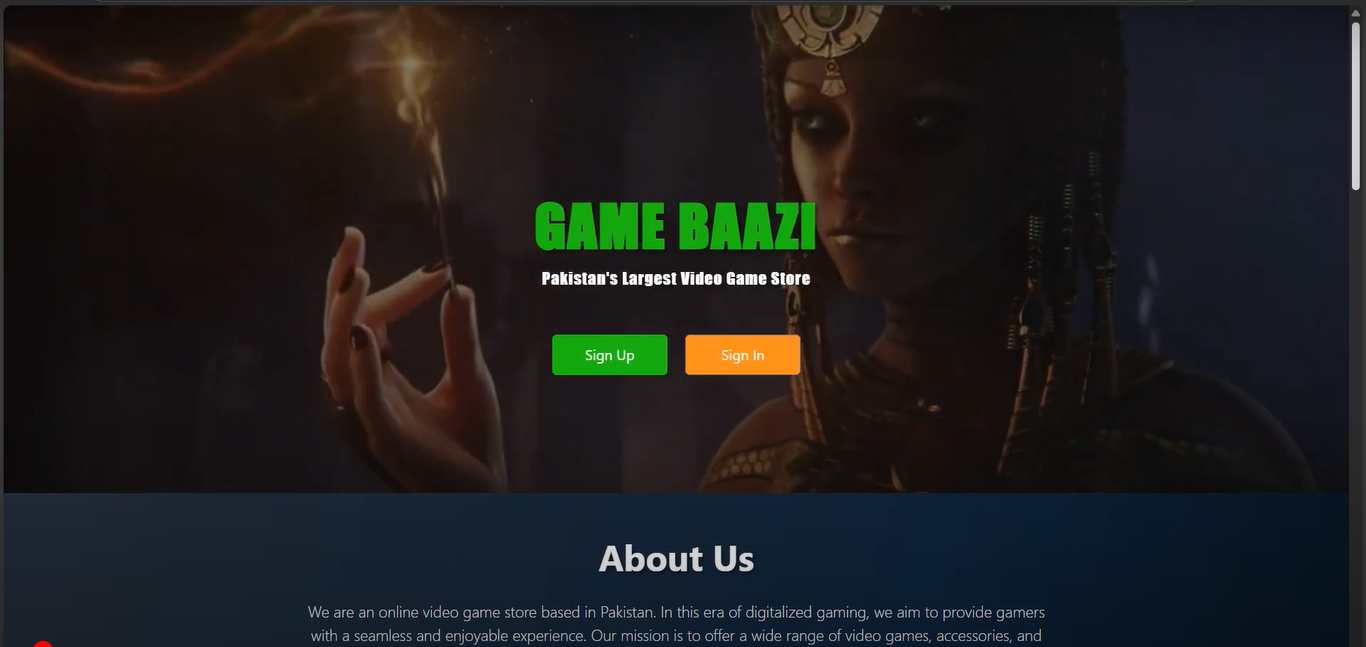 GAME BAAZI
Pakistan's Largest Video Game Store
Sign Up
Sign In
About Us
We are an online video game store based in Pakistan. In this era of digitalized gaming, we aim to provide gamers
with a seamless and enjoyable experience. Our mission is to offer a wide range of video games, accessories, and